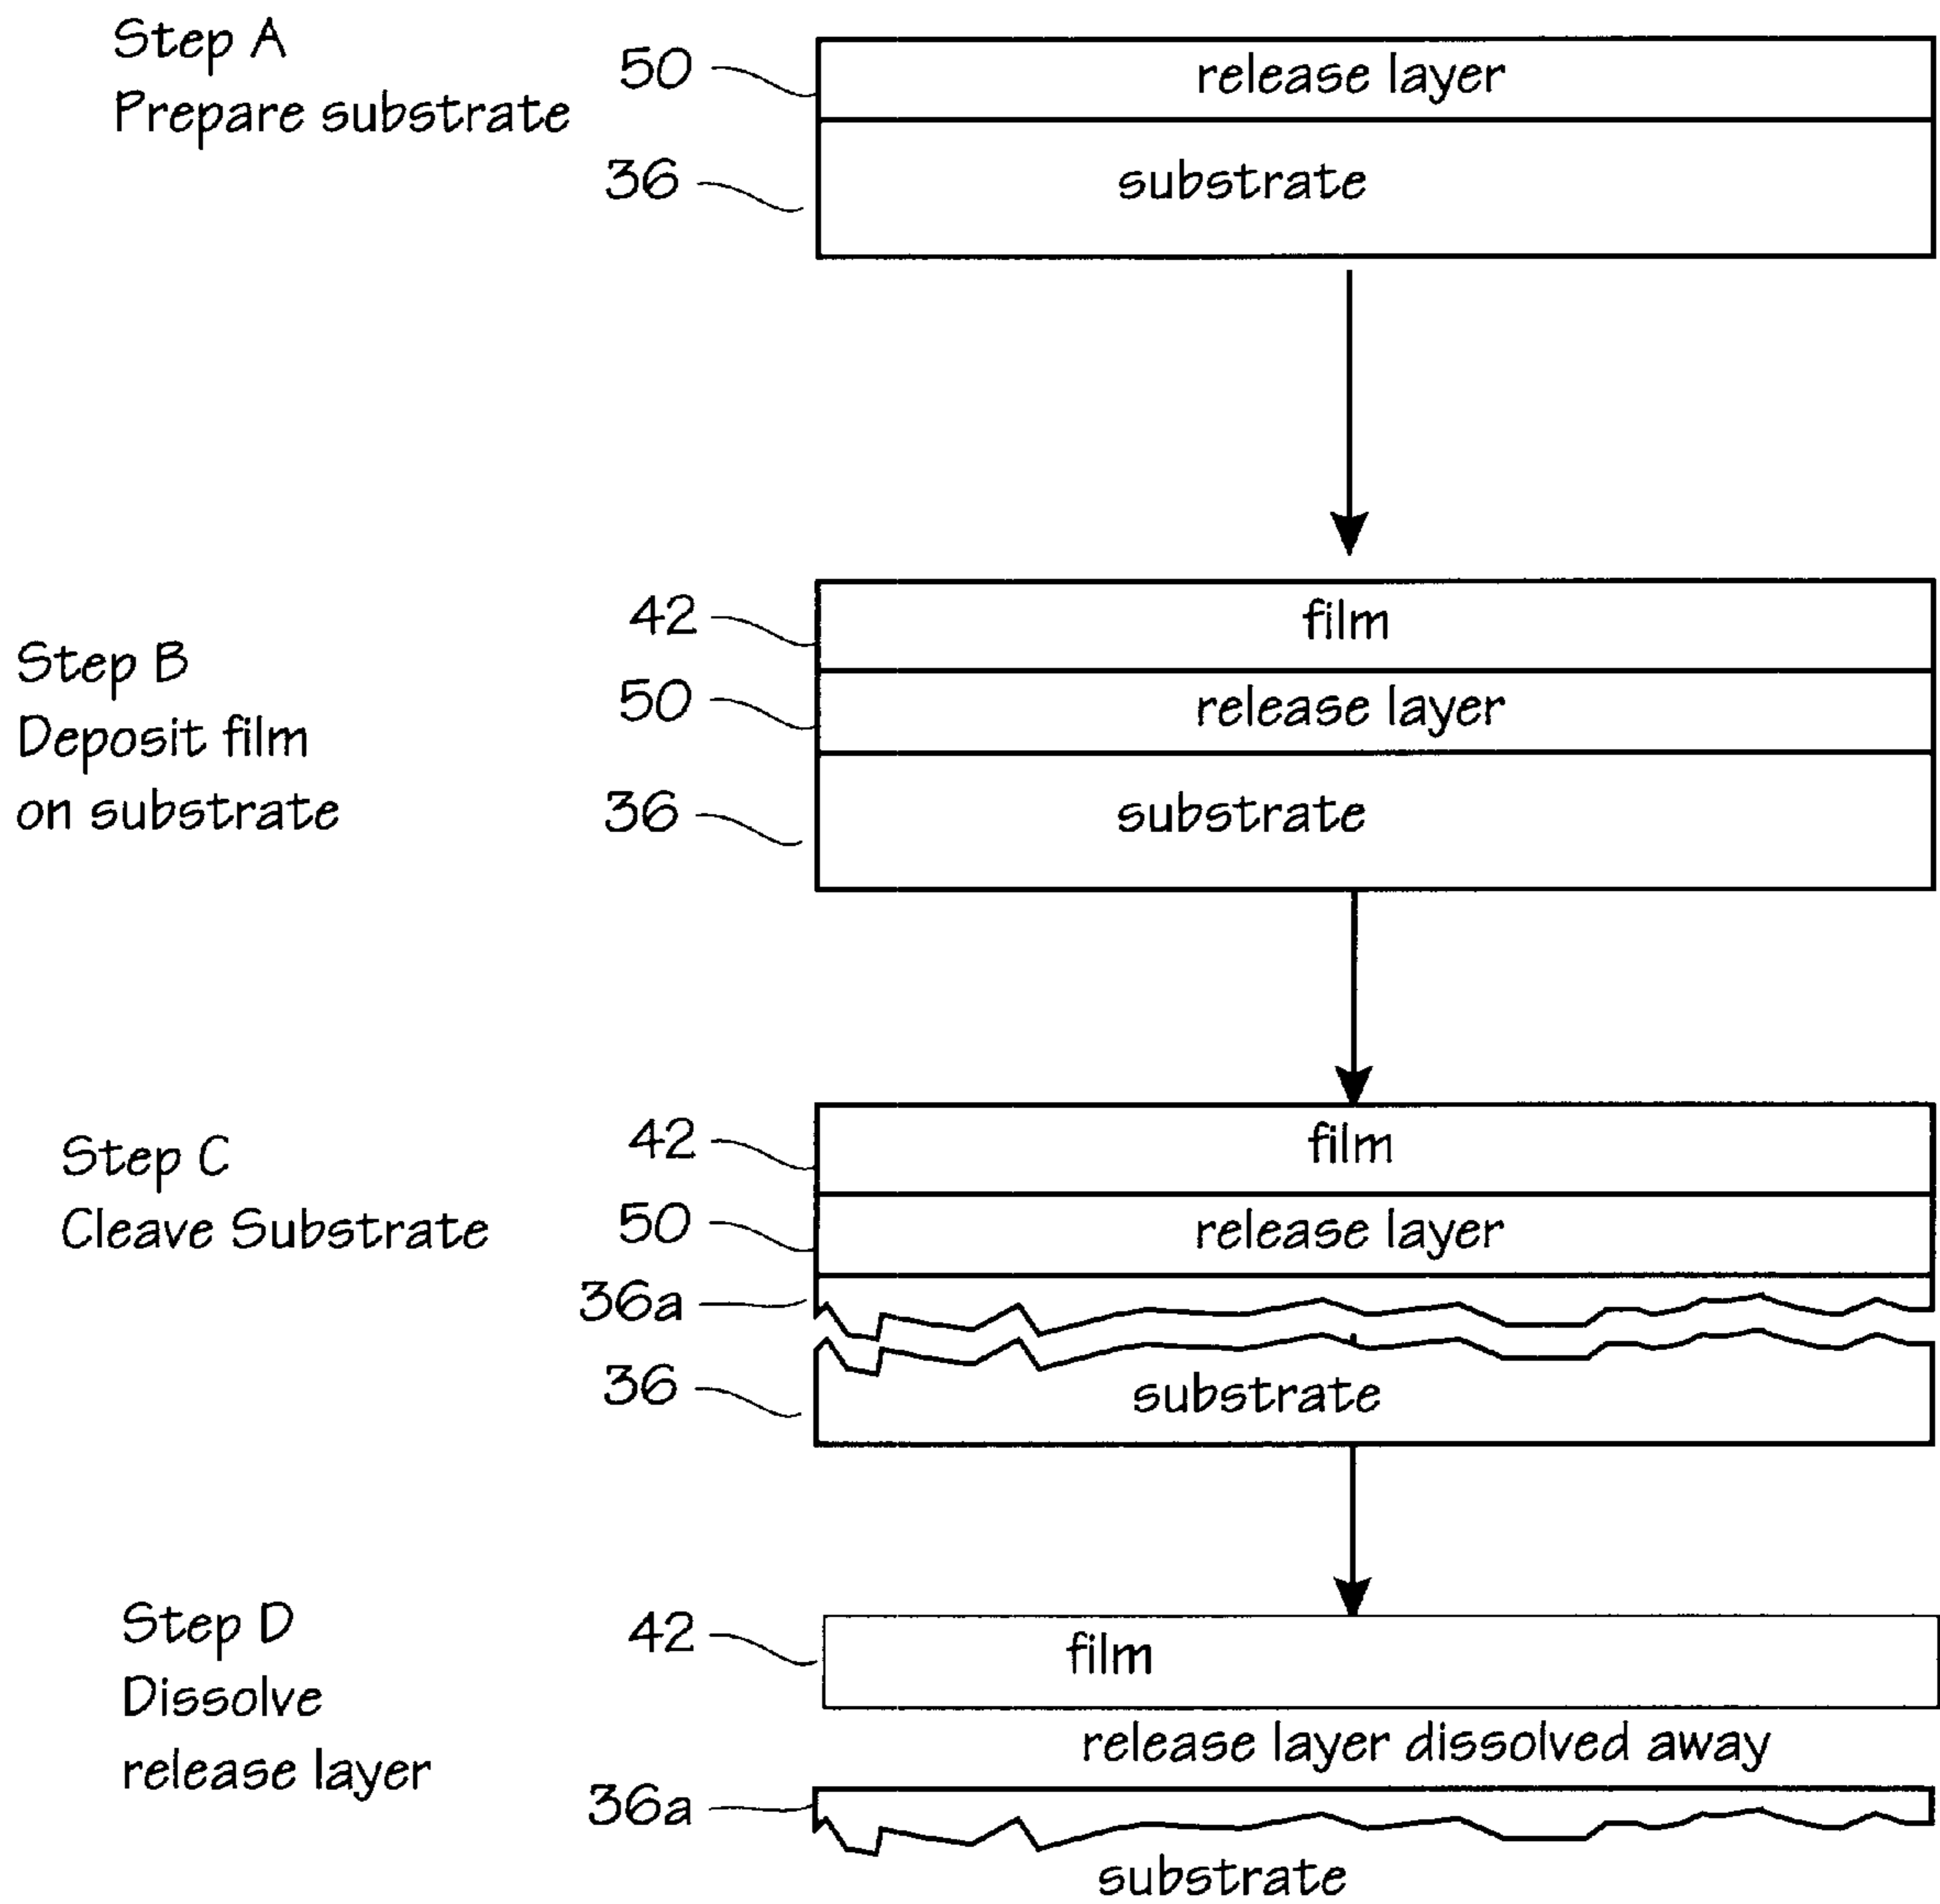 Step A
Prepare substrate
50
release layer
36
substrate
Step B
Deposit film
on substrate
42
film
50
release layer
36
substrate
Step C
Cleave Substrate
42
film
50
release layer
36a
36
substrate
Step D
Dissolve
release layer
42
film
release layer dissolved away
36a
substrate